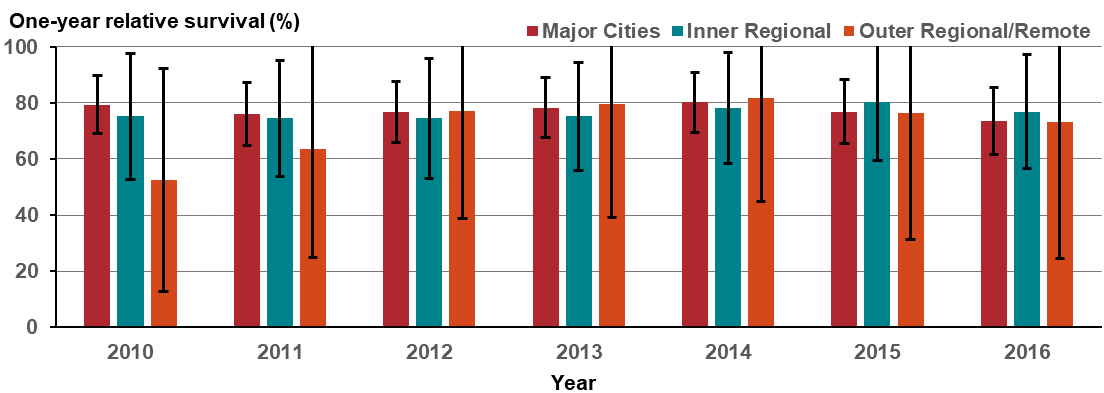 One-year relative survival (%)
Major Cities Inner Regional Outer Regional/Remote
100
80
60
40
20
0
2010 2011 2012 2013 2014 2015 2016
Year